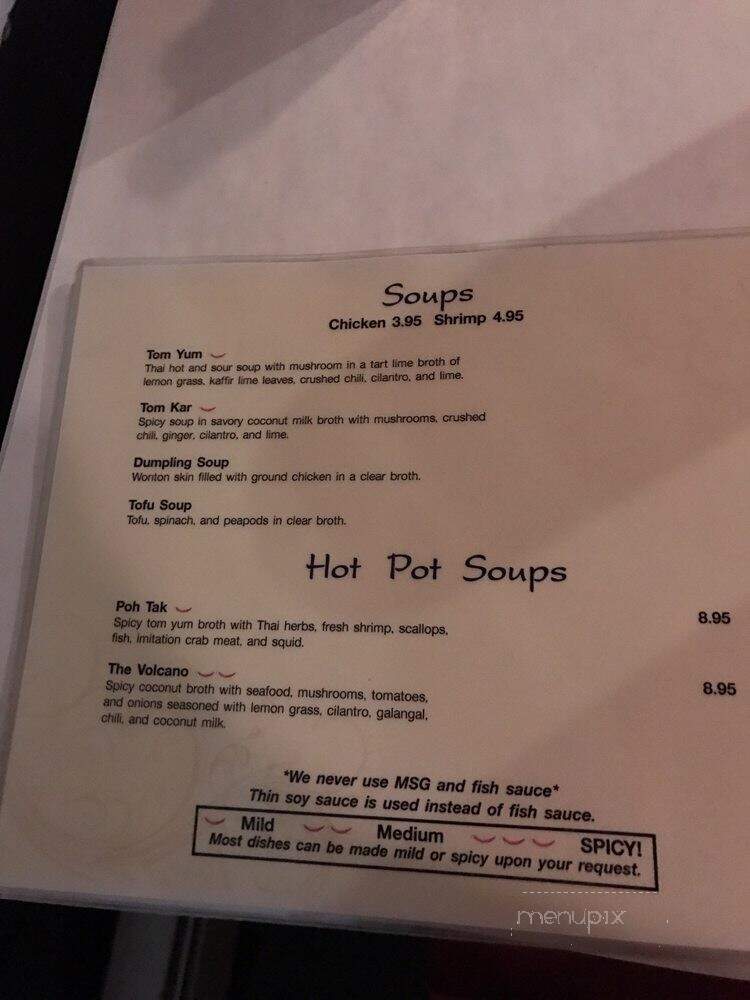 Soups
Chicken 3.95 Shrimp 4.95
Tom Yum
Thai hot and sour soup with mushroom in a tart lime broth of
lemon grass, kaffir lime leaves, crushed chili, cilantro, and lime.
Tom Kar
Spicy soup in savory coconut milk broth with mushrooms, crushed
chili, ginger, cilantro, and lime.
Dumpling Soup
Wonton skin filled with ground chicken in a clear broth.
Tofu Soup
Tofu, spinach, and peapods in clear broth.
Hot Pot Soups
Poh Tak 8.95
Spicy tom yum broth with Thai herbs, fresh shrimp, scallops,
fish, imitation crab meat, and squid.
The Volcano 8.95
Spicy coconut broth with seafood, mushrooms, tomatoes,
and onions seasoned with lemon grass, cilantro, galangal,
chili, and coconut milk.
*We never use MSG and fish sauce*
Thin soy sauce is used instead of fish sauce.
Mild Medium SPICY!
Most dishes can be made mild or spicy upon your request.
menupix